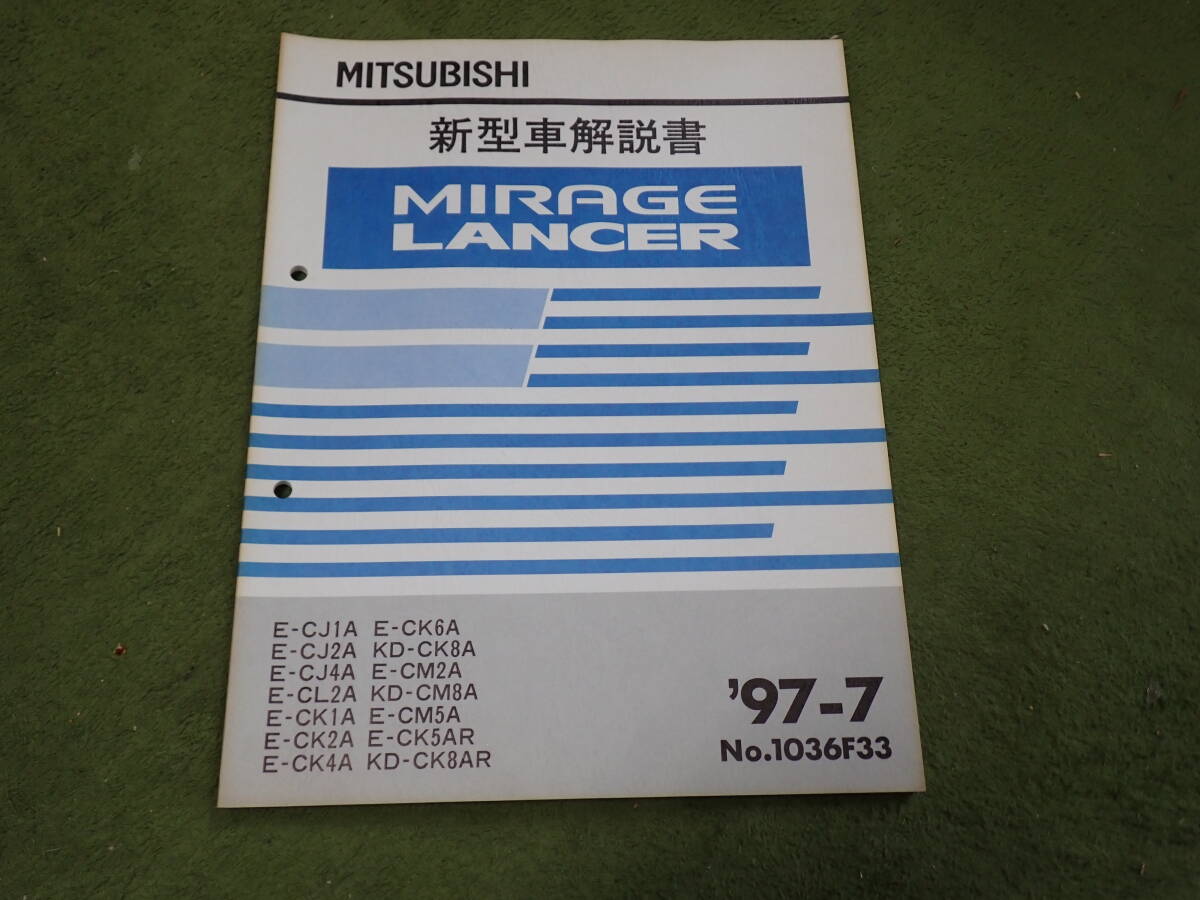 MITSUBISHI
新型車解説書
MIRAGE
LANCER
E-CJ1A E-CK6A
E-CJ2A KD-CK8A
E-CJ4A E-CM2A
E-CL2A KD-CM8A
E-CK1A E-CM5A
E-CK2A E-CK5AR
E-CK4A KD-CK8AR
'97-7
No.1036F33